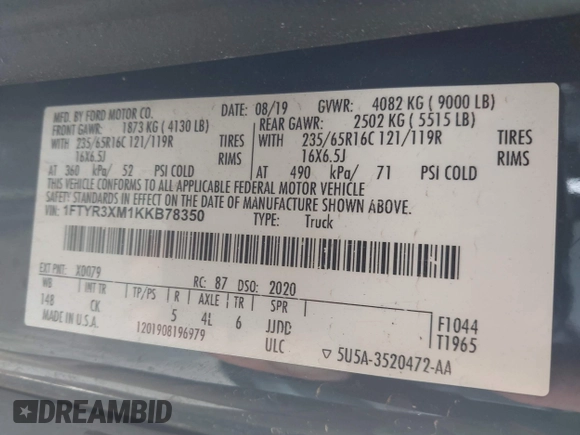 MFD. BY FORD MOTOR CO.
DATE: 08/19 GVWR: 4082 KG ( 9000 LB)
FRONT GAWR: 1873 KG ( 4130 LB) REAR GAWR: 2502 KG ( 5515 LB)
WITH 235/65R16C 121/119R TIRES WITH 235/65R16C 121/119R TIRES
16X6.5J RIMS 16X6.5J RIMS
AT 360 kPa/ 52 PSI COLD AT 490 kPa/ 71 PSI COLD
THIS VEHICLE CONFORMS TO ALL APPLICABLE FEDERAL MOTOR VEHICLE
SAFETY STANDARDS IN EFFECT ON THE DATE OF MANUFACTURE SHOWN ABOVE.
VIN: 1FTYR3XM1KKB78350 TYPE: Truck
EXT PNT: XD079 RC: 87 DSO: 2020
WB INT TR TP/PS R AXLE TR SPR
148 CK 5 4L 6 JJND F1044
MADE IN U.S.A. 1201908196979 ULC T1965
▽ 5U5A-3520472-AA
DREAMBID